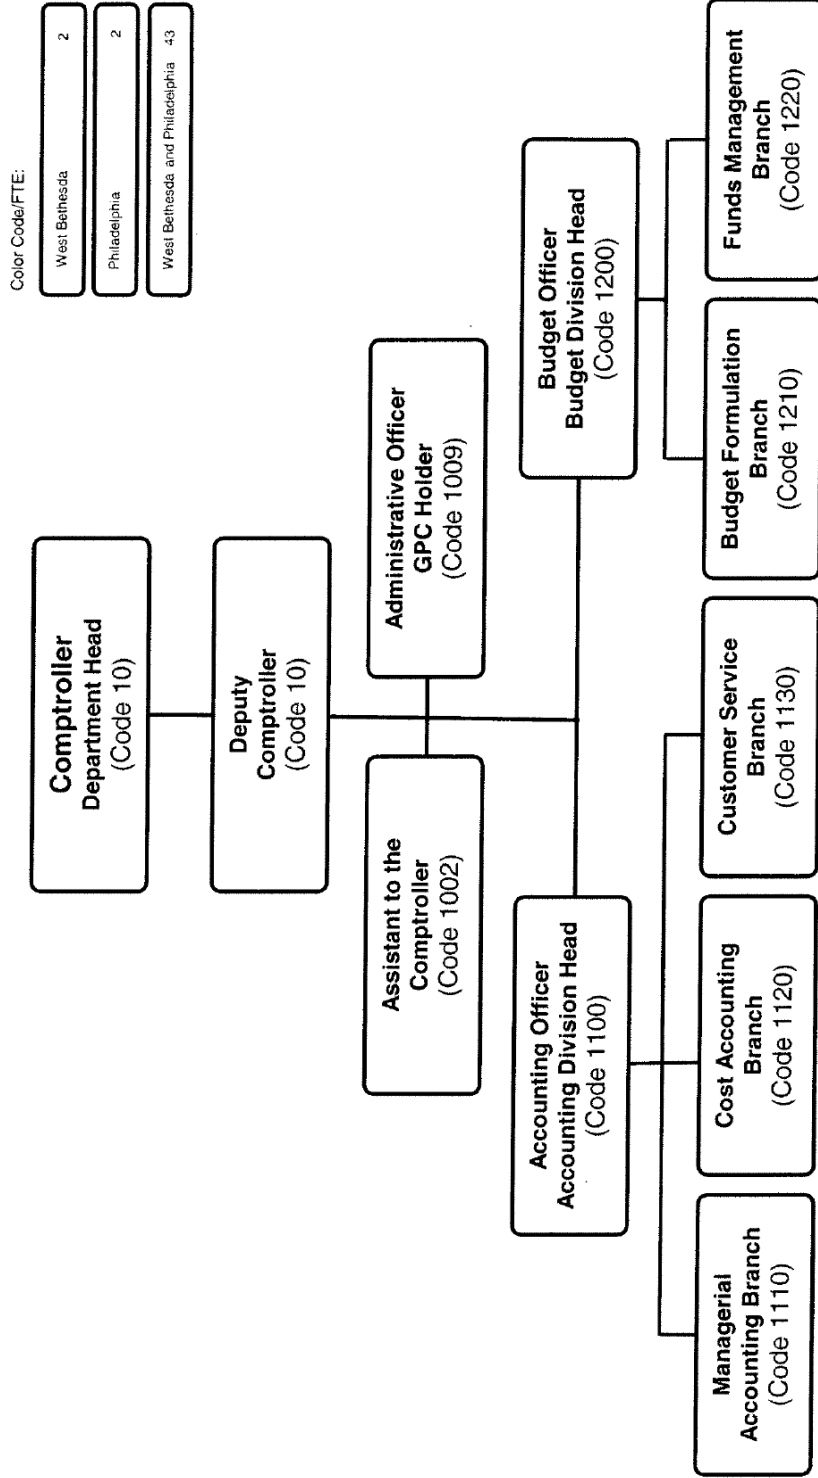 Color Code/FTE:
West Bethesda 2
Philadelphia 2
West Bethesda and Philadelphia 43
Comptroller
Department Head
(Code 10)
Deputy
Comptroller
(Code 10)
Assistant to the
Comptroller
(Code 1002)
Administrative Officer
GPC Holder
(Code 1009)
Accounting Officer
Accounting Division Head
(Code 1100)
Budget Officer
Budget Division Head
(Code 1200)
Managerial
Accounting Branch
(Code 1110)
Cost Accounting
Branch
(Code 1120)
Customer Service
Branch
(Code 1130)
Budget Formulation
Branch
(Code 1210)
Funds Management
Branch
(Code 1220)